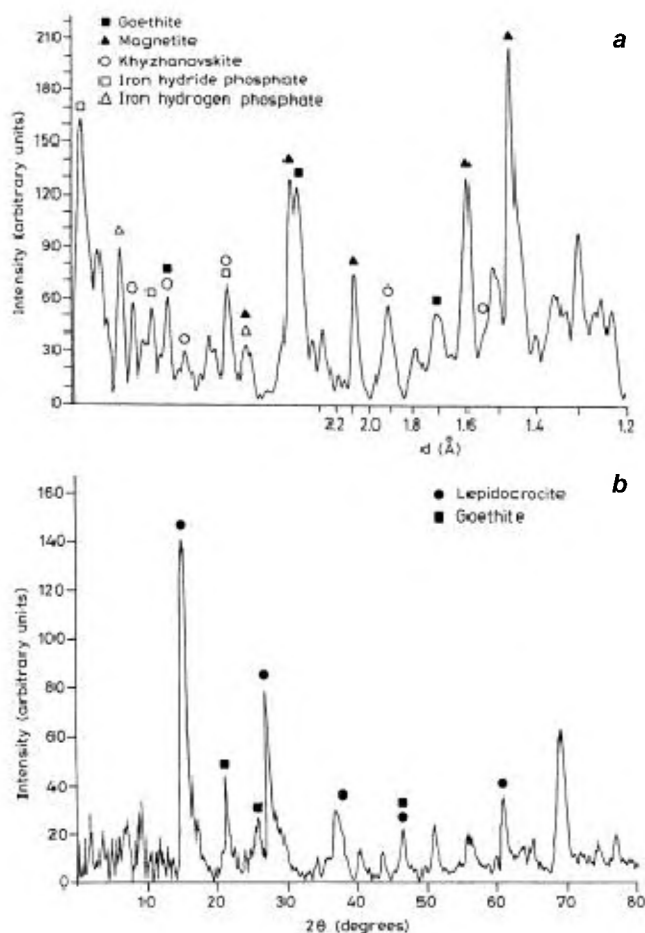 a
Goethite
Magnetite
Khyzhanovskite
Iron hydride phosphate
Iron hydrogen phosphate
Intensity (arbitrary units)
210
180
150
120
90
60
30
0
2.2 2.0 1.8 1.6 1.4 1.2
d (Å)
b
Lepidocrocite
Goethite
Intensity (arbitrary units)
160
140
120
100
80
60
40
20
0
10 20 30 40 50 60 70 80
2θ (degrees)